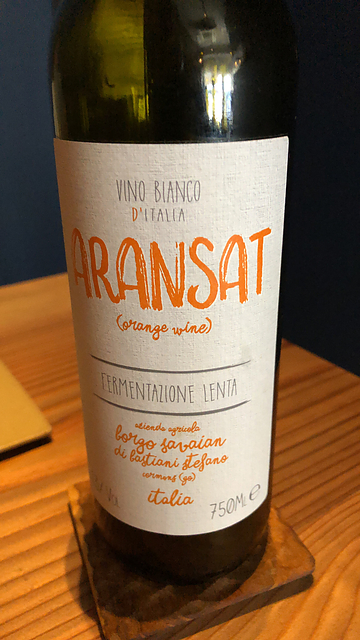 VINO BIANCO
D'ITALIA
ARANSAT
(orange wine)
FERMENTAZIONE LENTA
azienda agricola
borgo savaian
di bastiani stefano
cormons (go)
italia
750ML e